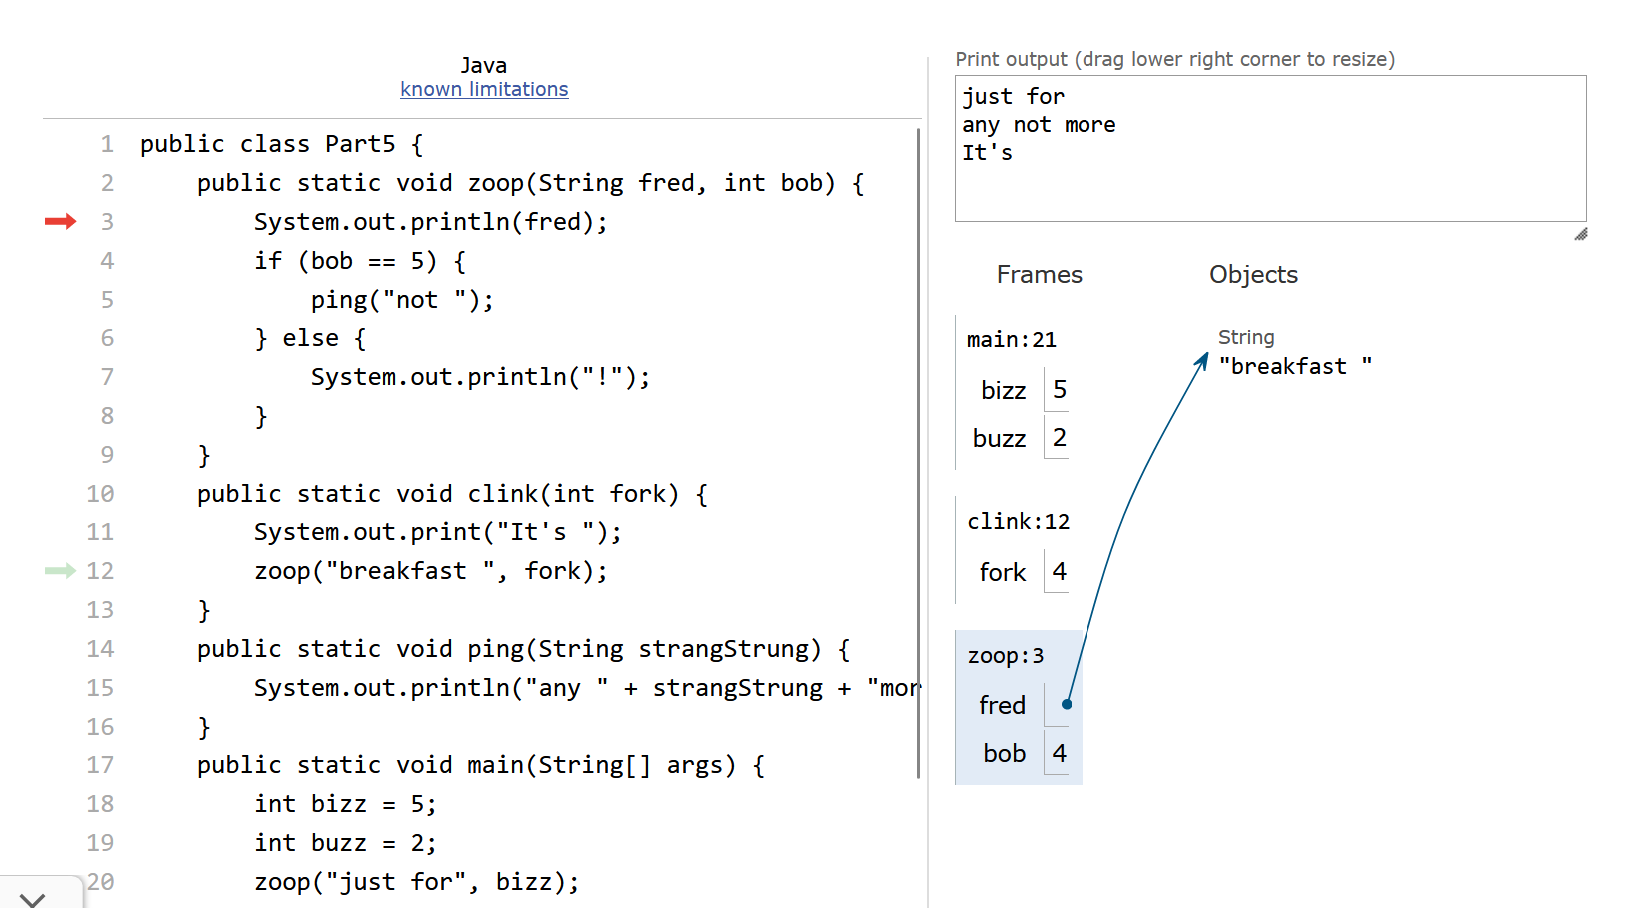 Java
known limitations
1 public class Part5 {
2 public static void zoop(String fred, int bob) {
3 System.out.println(fred);
4 if (bob == 5) {
5 ping("not ");
6 } else {
7 System.out.println("!");
8 }
9 }
10 public static void clink(int fork) {
11 System.out.print("It's ");
12 zoop("breakfast ", fork);
13 }
14 public static void ping(String strangStrung) {
15 System.out.println("any " + strangStrung + "mor
16 }
17 public static void main(String[] args) {
18 int bizz = 5;
19 int buzz = 2;
20 zoop("just for", bizz);
Print output (drag lower right corner to resize)
just for
any not more
It's
Frames Objects
main:21
bizz 5
buzz 2
clink:12
fork 4
zoop:3
fred
bob 4
String
"breakfast "